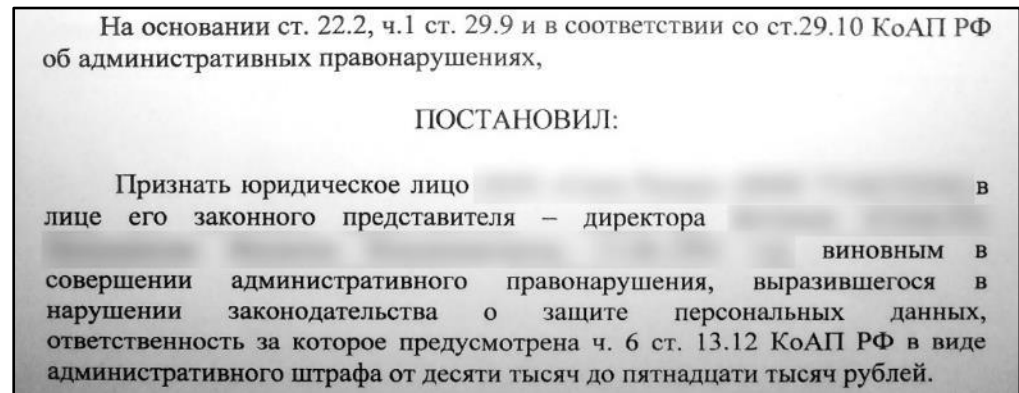 На основании ст. 22.2, ч.1 ст. 29.9 и в соответствии со ст.29.10 КоАП РФ
об административных правонарушениях,
ПОСТАНОВИЛ:
Признать юридическое лицо в
лице его законного представителя – директора
виновным в
совершении административного правонарушения, выразившегося в
нарушении законодательства о защите персональных данных,
ответственность за которое предусмотрена ч. 6 ст. 13.12 КоАП РФ в виде
административного штрафа от десяти тысяч до пятнадцати тысяч рублей.